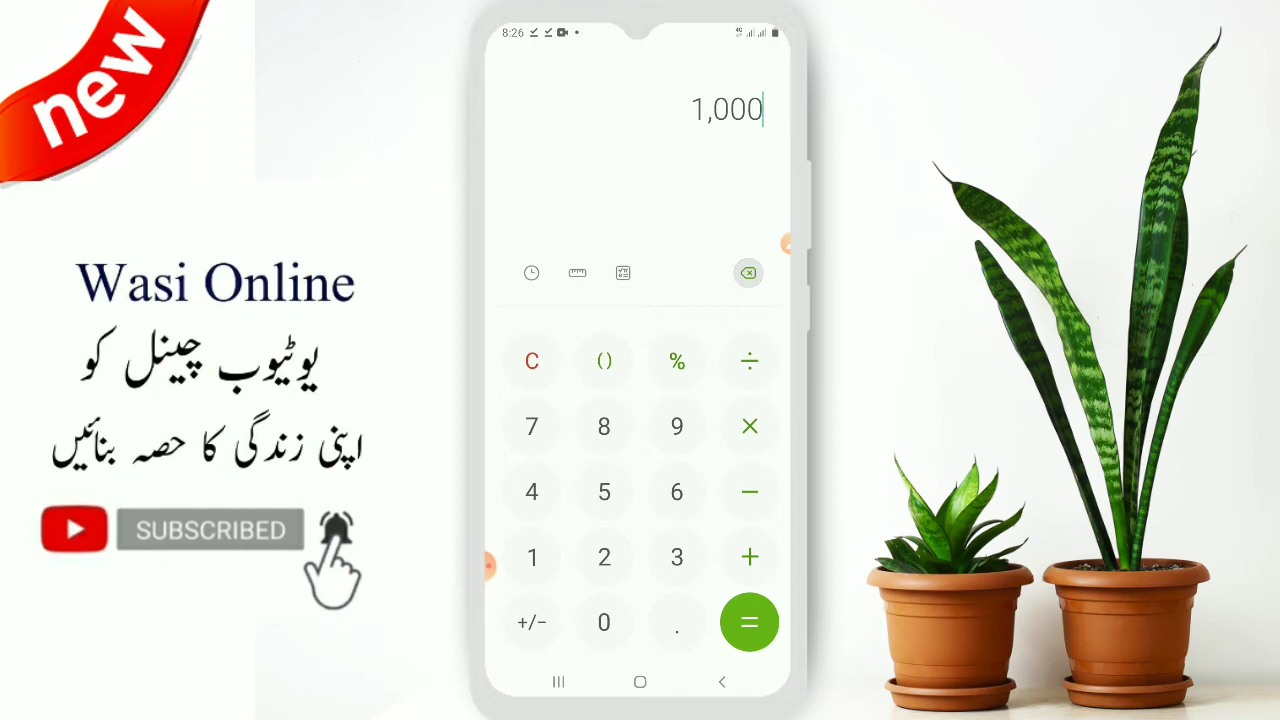 new
Wasi Online
یوٹیوب چینل کو
اپنی زندگی کا حصہ بنائیں
SUBSCRIBED
8:26
4G
1,000
C () % ÷
7 8 9 ×
4 5 6 −
1 2 3 +
+/− 0 . =